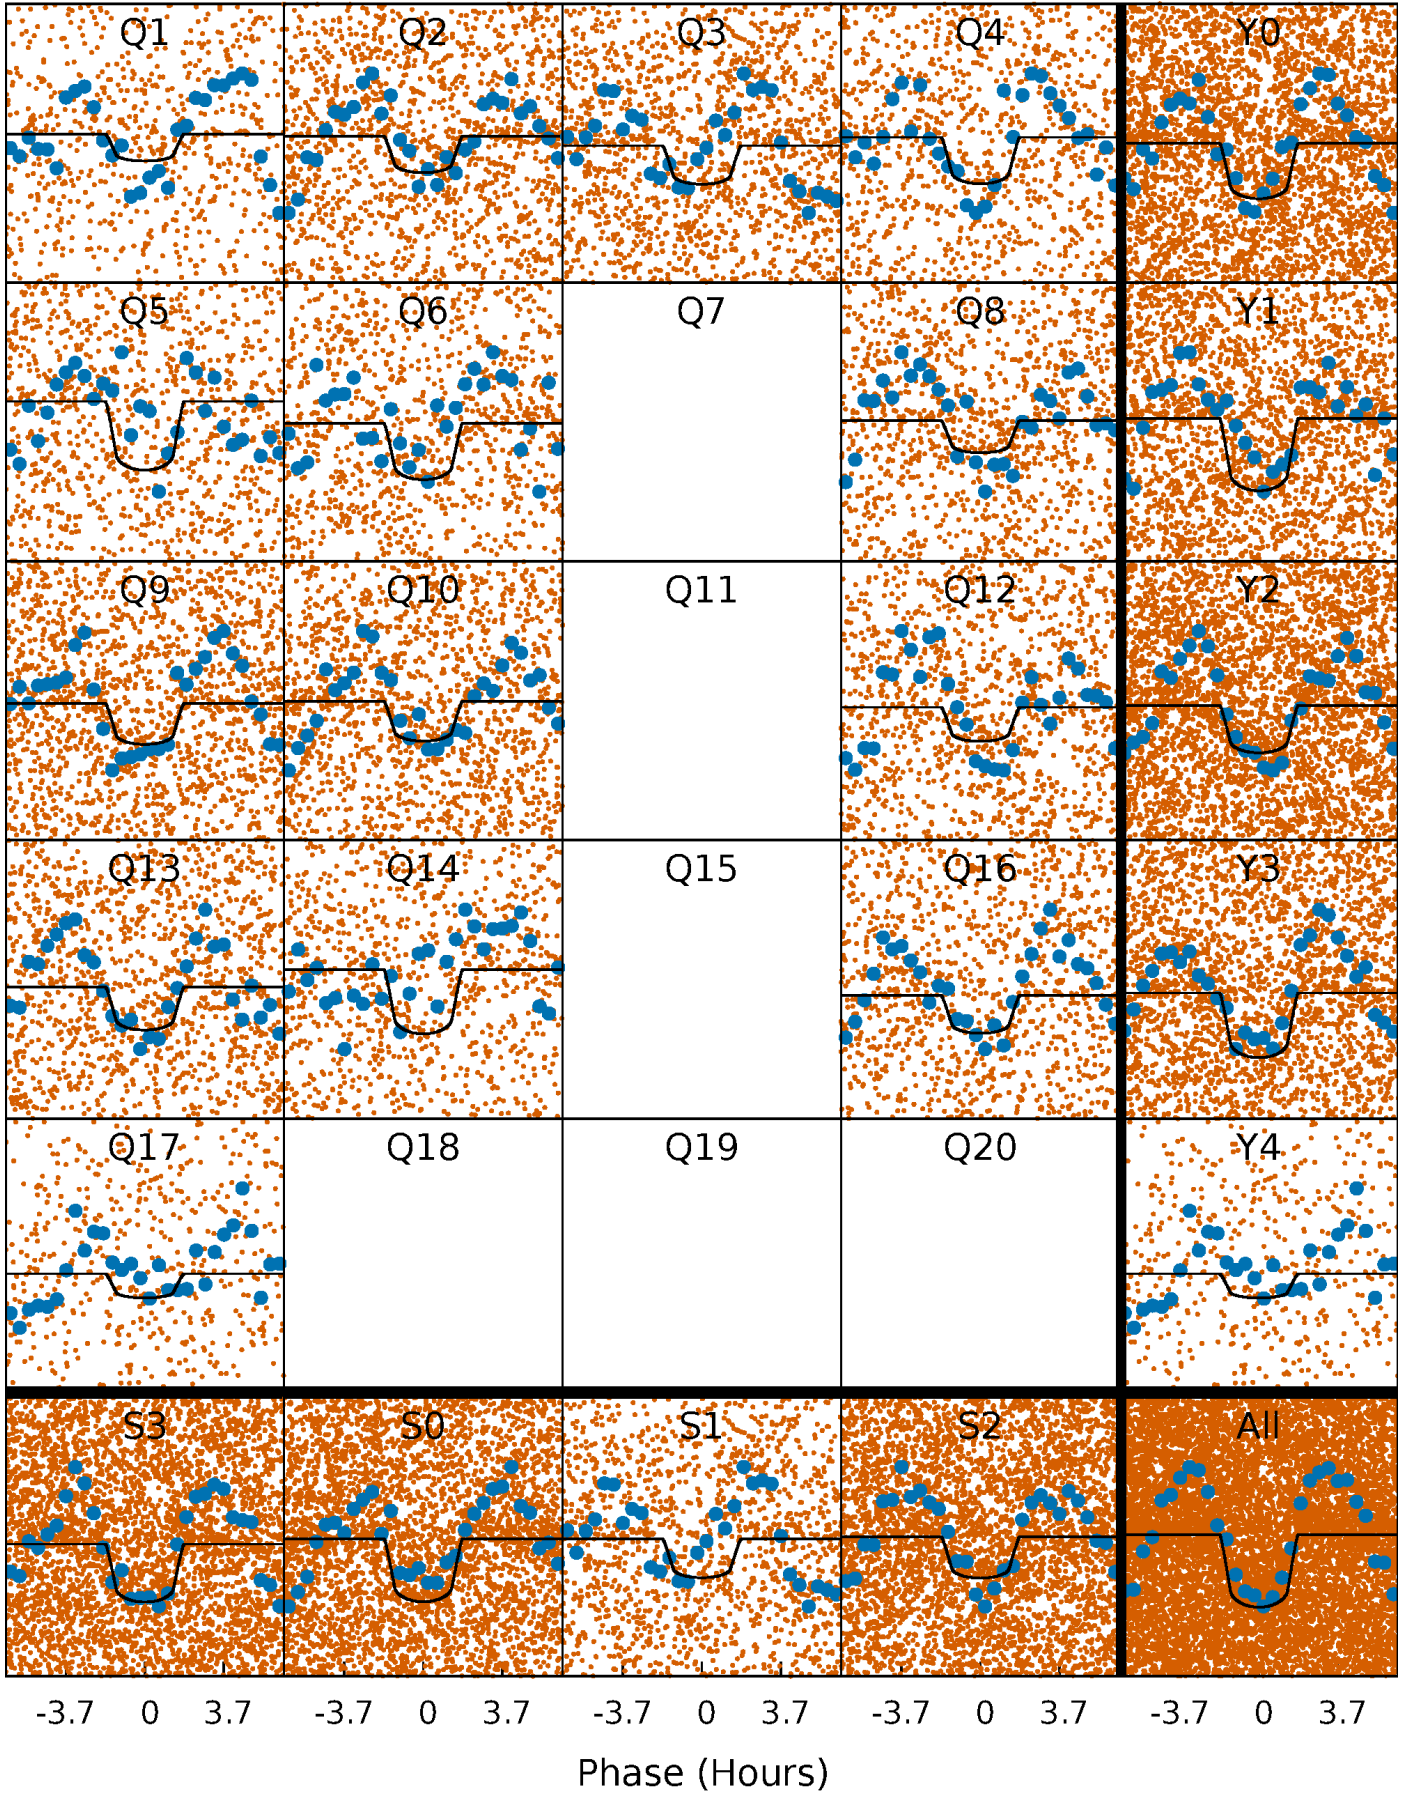 Q1 Q2 Q3 Q4 Y0
Q5 Q6 Q7 Q8 Y1
Q9 Q10 Q11 Q12 Y2
Q13 Q14 Q15 Q16 Y3
Q17 Q18 Q19 Q20 Y4
S3 S0 S1 S2 All
-3.7 0 3.7 -3.7 0 3.7 -3.7 0 3.7 -3.7 0 3.7 -3.7 0 3.7
Phase (Hours)